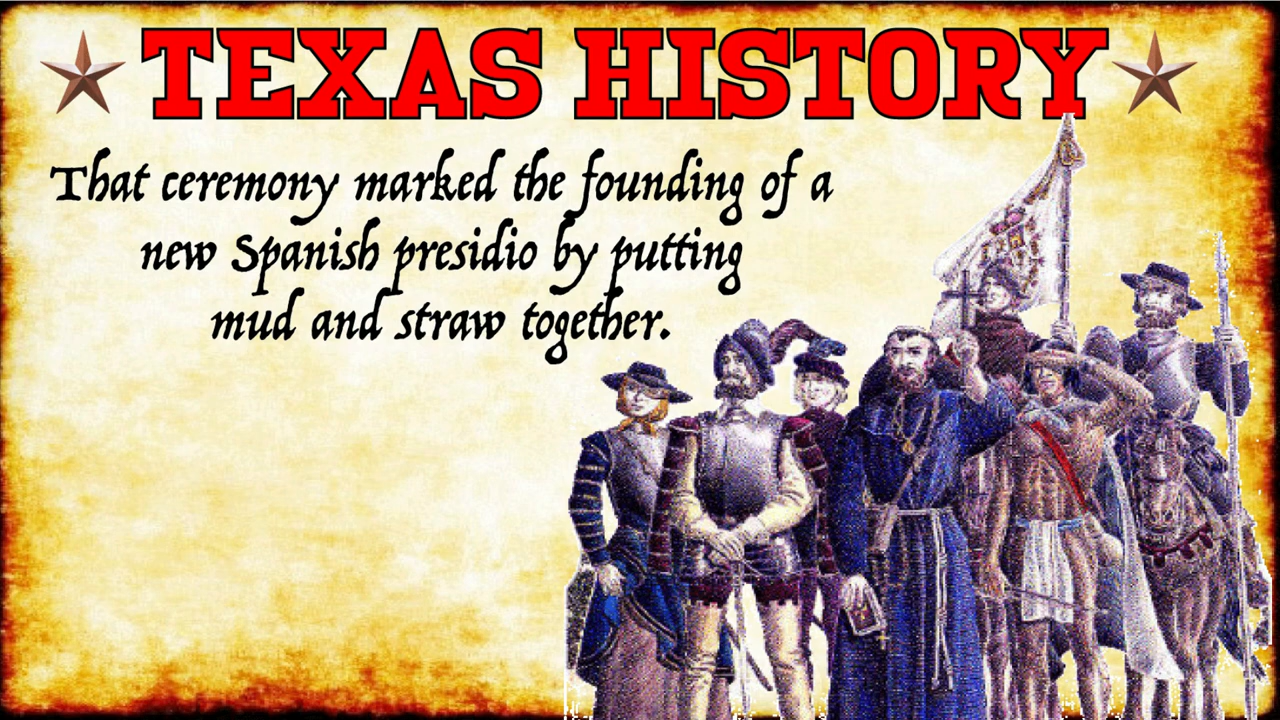 TEXAS HISTORY
That ceremony marked the founding of a
new Spanish presidio by putting
mud and straw together.